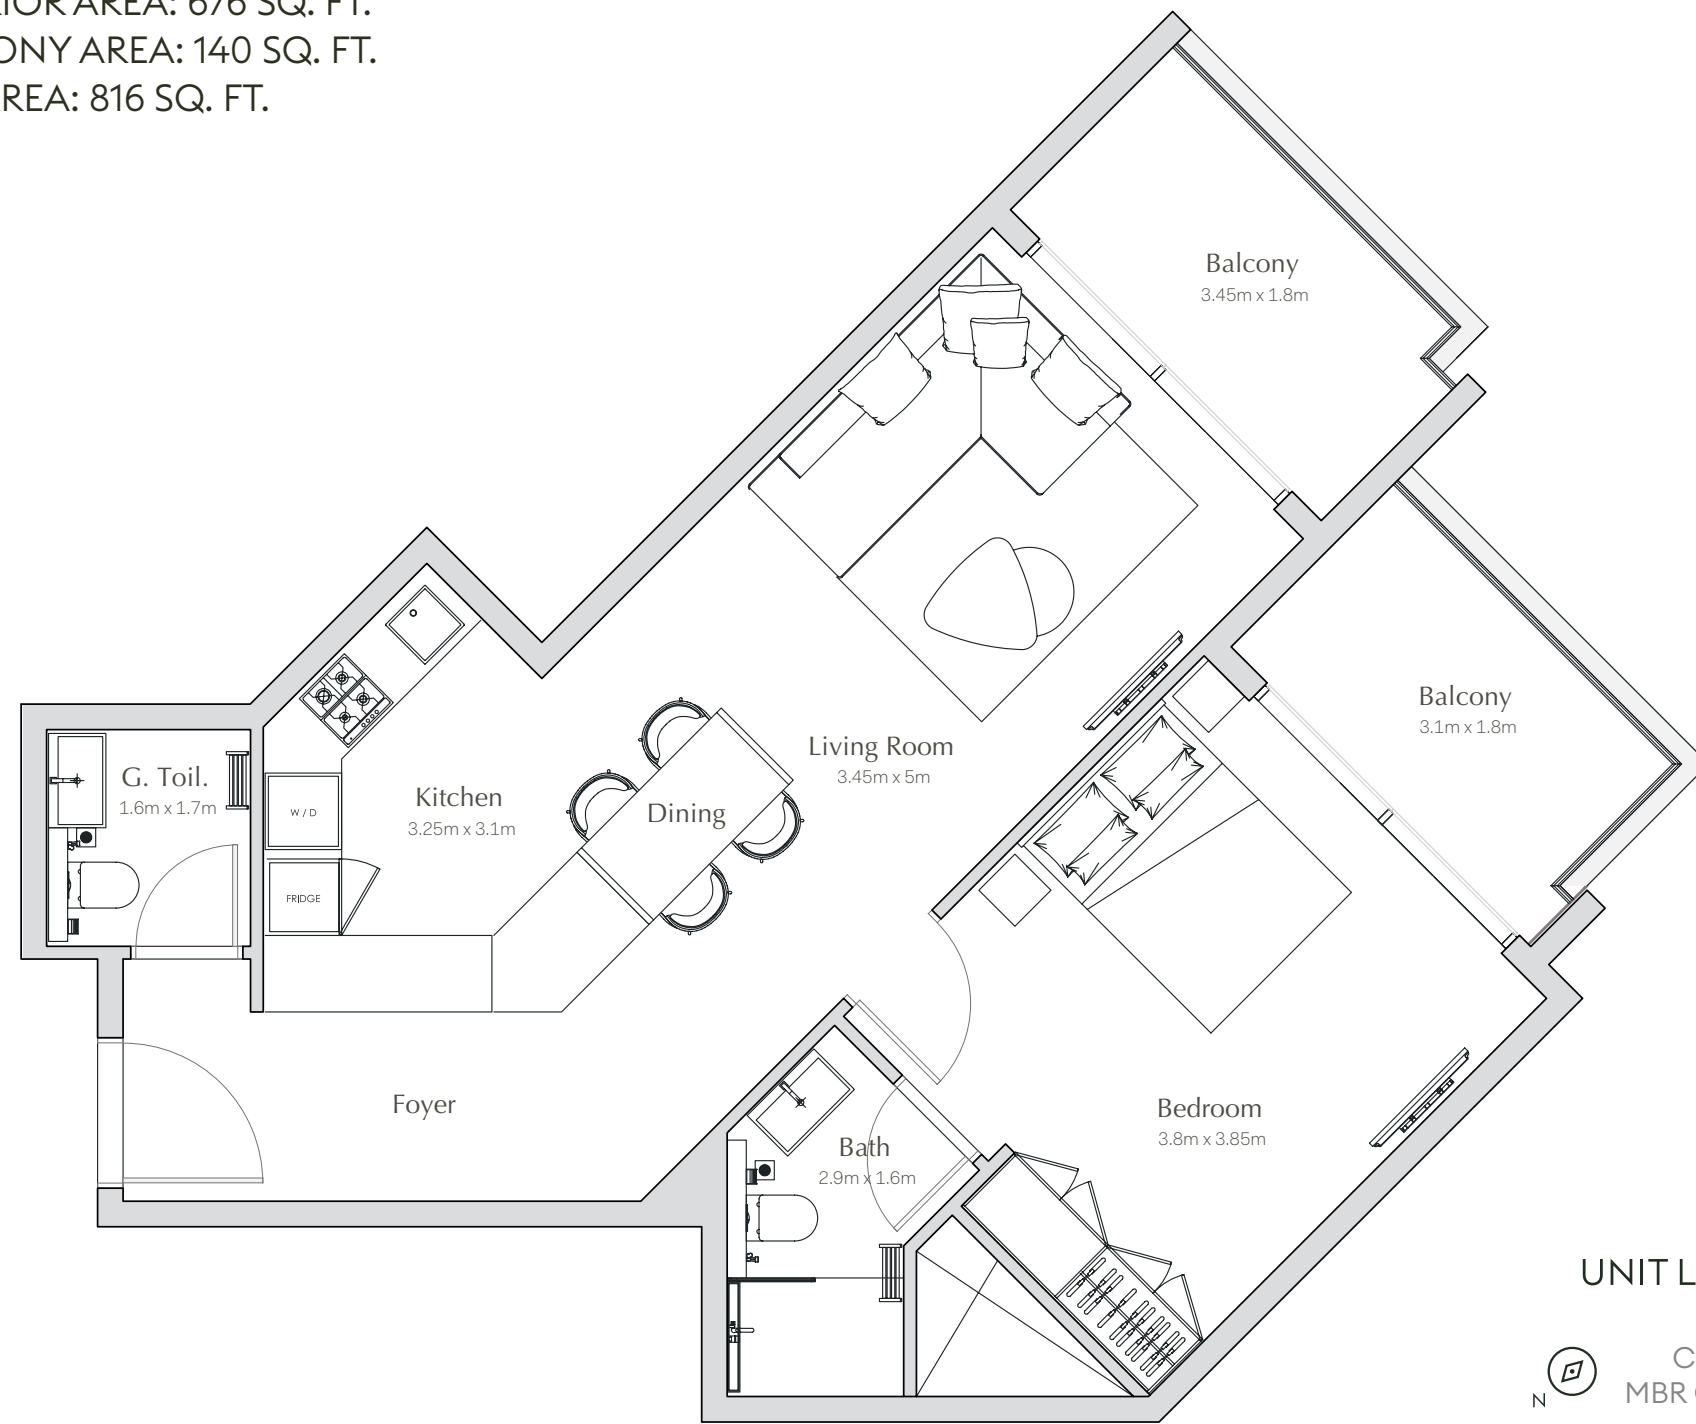 RIOR AREA: 676 SQ. FT.
ONY AREA: 140 SQ. FT.
REA: 816 SQ. FT.
Balcony
3.45m x 1.8m
Balcony
3.1m x 1.8m
Living Room
3.45m x 5m
G. Toil.
1.6m x 1.7m
W / D
Kitchen
3.25m x 3.1m
Dining
FRIDGE
Foyer
Bedroom
3.8m x 3.85m
Bath
2.9m x 1.6m
UNIT L
C
MBR
N